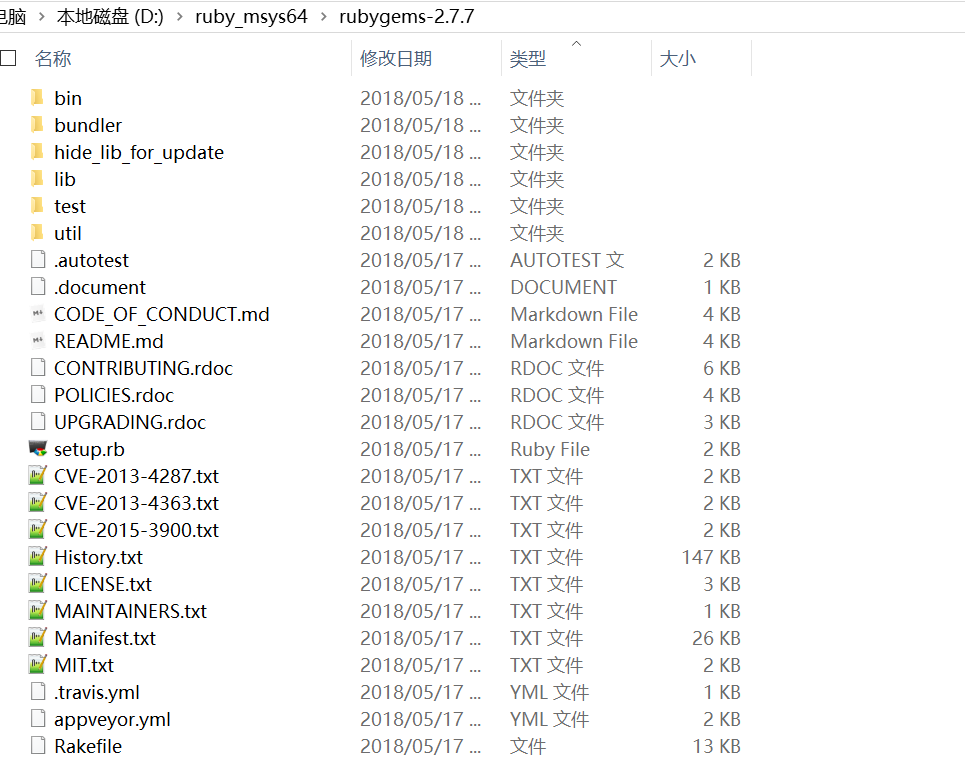 电脑 › 本地磁盘 (D:) › ruby_msys64 › rubygems-2.7.7
名称 修改日期 类型 大小
bin 2018/05/18 ... 文件夹
bundler 2018/05/18 ... 文件夹
hide_lib_for_update 2018/05/18 ... 文件夹
lib 2018/05/18 ... 文件夹
test 2018/05/18 ... 文件夹
util 2018/05/18 ... 文件夹
.autotest 2018/05/17 ... AUTOTEST 文 2 KB
.document 2018/05/17 ... DOCUMENT 1 KB
CODE_OF_CONDUCT.md 2018/05/17 ... Markdown File 4 KB
README.md 2018/05/17 ... Markdown File 4 KB
CONTRIBUTING.rdoc 2018/05/17 ... RDOC 文件 6 KB
POLICIES.rdoc 2018/05/17 ... RDOC 文件 4 KB
UPGRADING.rdoc 2018/05/17 ... RDOC 文件 3 KB
setup.rb 2018/05/17 ... Ruby File 2 KB
CVE-2013-4287.txt 2018/05/17 ... TXT 文件 2 KB
CVE-2013-4363.txt 2018/05/17 ... TXT 文件 2 KB
CVE-2015-3900.txt 2018/05/17 ... TXT 文件 2 KB
History.txt 2018/05/17 ... TXT 文件 147 KB
LICENSE.txt 2018/05/17 ... TXT 文件 3 KB
MAINTAINERS.txt 2018/05/17 ... TXT 文件 1 KB
Manifest.txt 2018/05/17 ... TXT 文件 26 KB
MIT.txt 2018/05/17 ... TXT 文件 2 KB
.travis.yml 2018/05/17 ... YML 文件 1 KB
appveyor.yml 2018/05/17 ... YML 文件 2 KB
Rakefile 2018/05/17 ... 文件 13 KB